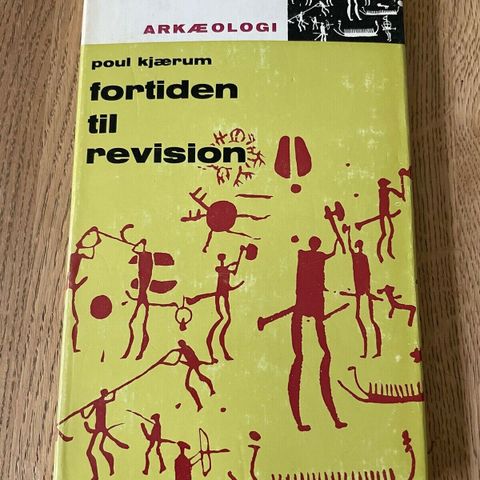 ARKÆOLOGI
poul kjærum
fortiden
til
revision